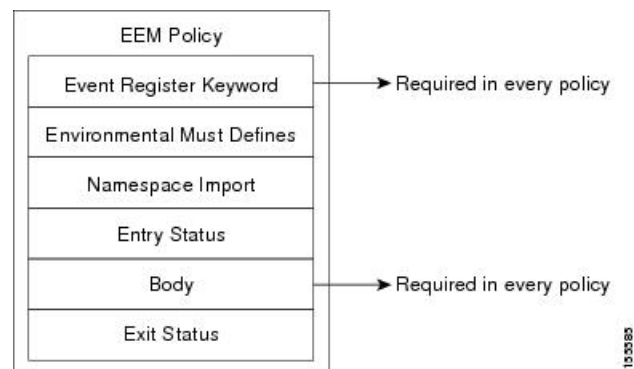 EEM Policy
Event Register Keyword
Required in every policy
Environmental Must Defines
Namespace Import
Entry Status
Body
Required in every policy
Exit Status
155585